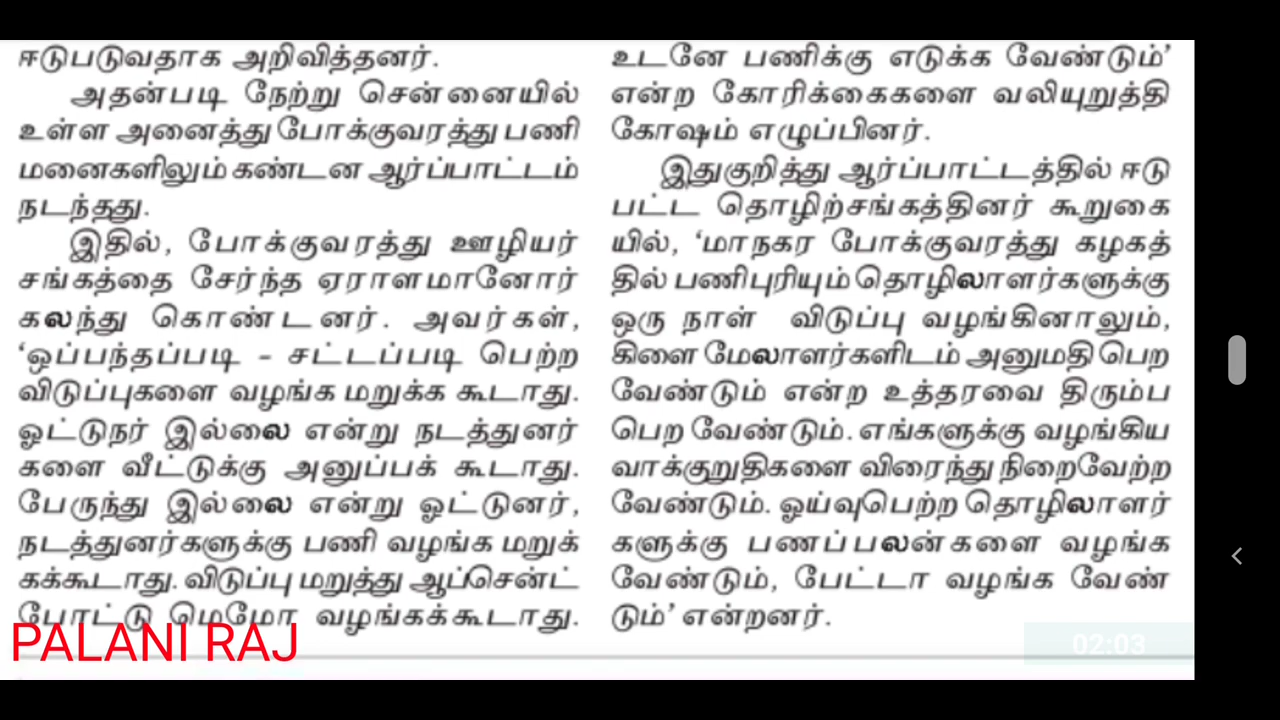 ஈடுபடுவதாக அறிவித்தனர்.
அதன்படி நேற்று சென்னையில்
உள்ள அனைத்து போக்குவரத்து பணி
மனைகளிலும் கண்டன ஆர்ப்பாட்டம்
நடந்தது.
இதில், போக்குவரத்து ஊழியர்
சங்கத்தை சேர்ந்த ஏராளமானோர்
கலந்து கொண்டனர். அவர்கள்,
‘ஒப்பந்தப்படி – சட்டப்படி பெற்ற
விடுப்புகளை வழங்க மறுக்க கூடாது.
ஓட்டுநர் இல்லை என்று நடத்துனர்
களை வீட்டுக்கு அனுப்பக் கூடாது.
பேருந்து இல்லை என்று ஓட்டுனர்,
நடத்துனர்களுக்கு பணி வழங்க மறுக்
கக்கூடாது. விடுப்பு மறுத்து ஆப்சென்ட்
போட்டு மெமோ வழங்கக்கூடாது.
உடனே பணிக்கு எடுக்க வேண்டும்’
என்ற கோரிக்கைகளை வலியுறுத்தி
கோஷம் எழுப்பினர்.
இதுகுறித்து ஆர்ப்பாட்டத்தில் ஈடு
பட்ட தொழிற்சங்கத்தினர் கூறுகை
யில், ‘மாநகர போக்குவரத்து கழகத்
தில் பணிபுரியும் தொழிலாளர்களுக்கு
ஒரு நாள் விடுப்பு வழங்கினாலும்,
கிளை மேலாளர்களிடம் அனுமதி பெற
வேண்டும் என்ற உத்தரவை திரும்ப
பெற வேண்டும். எங்களுக்கு வழங்கிய
வாக்குறுதிகளை விரைந்து நிறைவேற்ற
வேண்டும். ஓய்வுபெற்ற தொழிலாளர்
களுக்கு பணப்பலன்களை வழங்க
வேண்டும், பேட்டா வழங்க வேண்
டும்’ என்றனர்.
PALANI RAJ
02:03